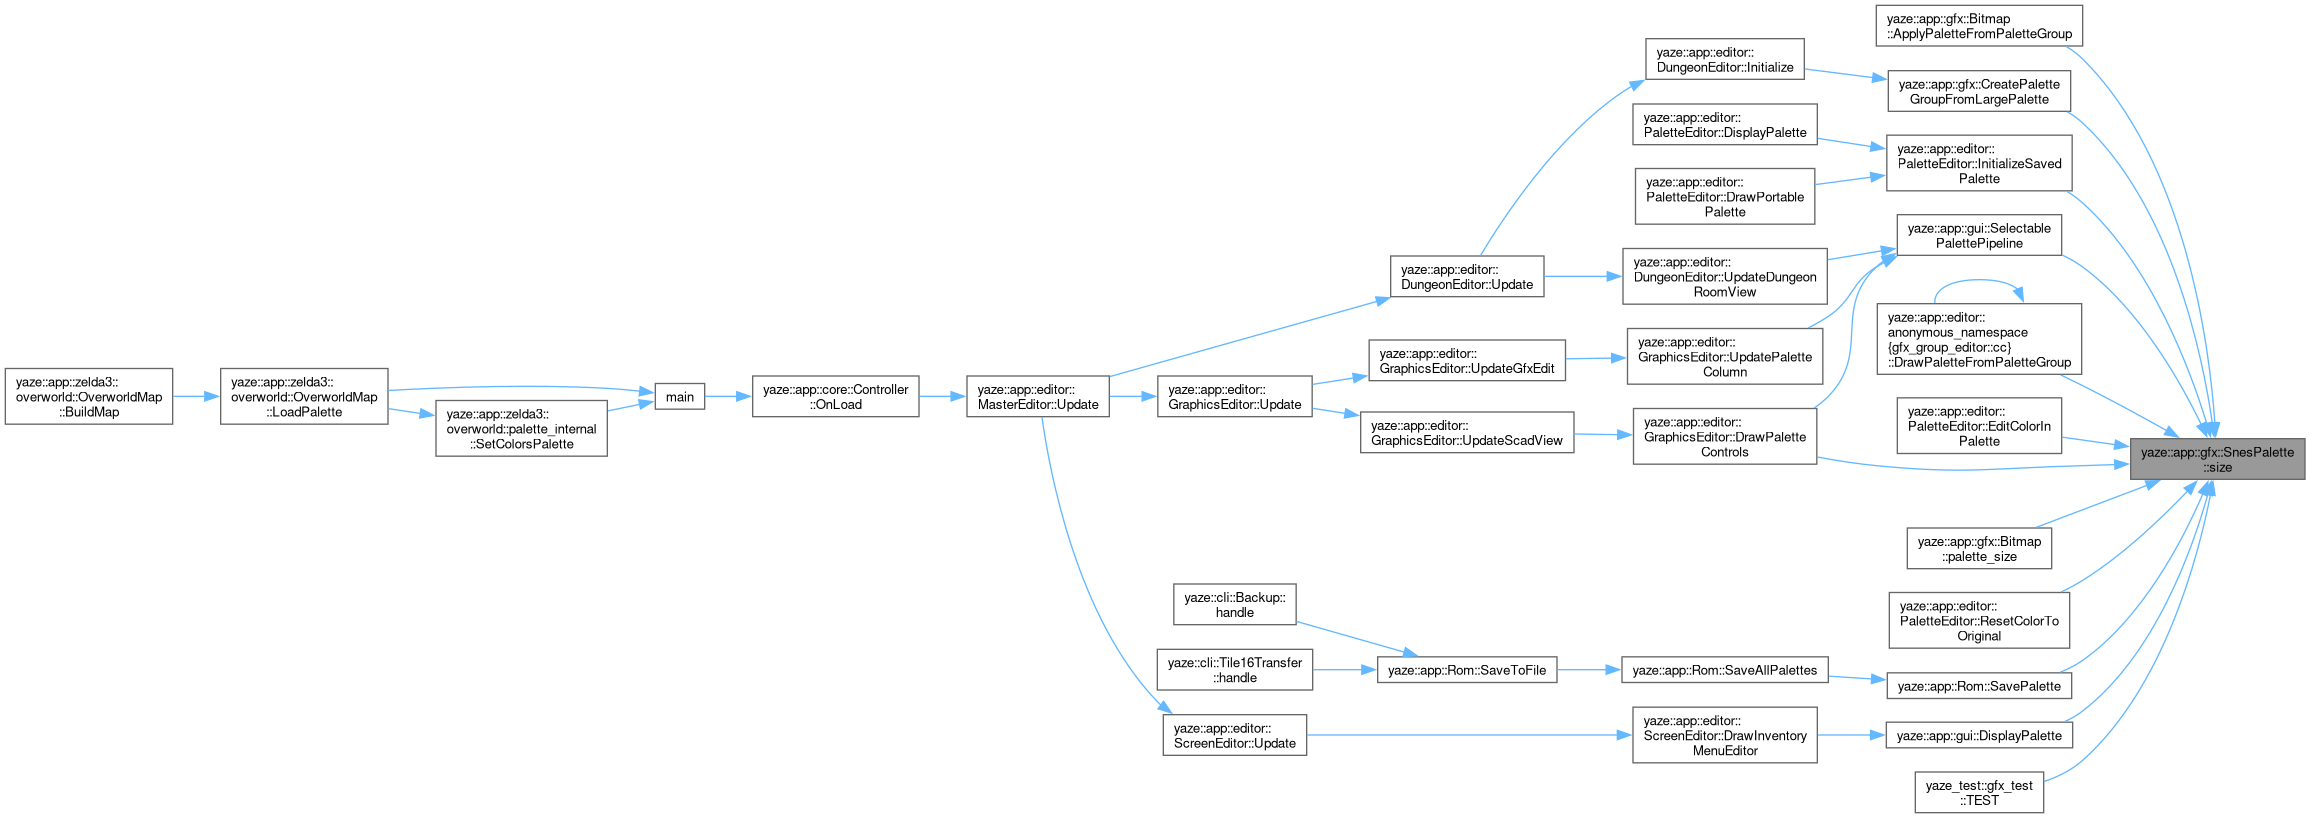 yaze::app::gfx::Bitmap
::ApplyPaletteFromPaletteGroup
yaze::app::editor::
DungeonEditor::Initialize
yaze::app::gfx::CreatePalette
GroupFromLargePalette
yaze::app::editor::
PaletteEditor::DisplayPalette
yaze::app::editor::
PaletteEditor::InitializeSaved
Palette
yaze::app::editor::
PaletteEditor::DrawPortable
Palette
yaze::app::gui::Selectable
PalettePipeline
yaze::app::editor::
DungeonEditor::Update
yaze::app::editor::
DungeonEditor::UpdateDungeon
RoomView
yaze::app::editor::
anonymous_namespace
{gfx_group_editor::cc}
::DrawPaletteFromPaletteGroup
yaze::app::editor::
GraphicsEditor::UpdateGfxEdit
yaze::app::editor::
GraphicsEditor::UpdatePalette
Column
yaze::app::zelda3::
overworld::OverworldMap
::BuildMap
yaze::app::zelda3::
overworld::OverworldMap
::LoadPalette
yaze::app::zelda3::
overworld::palette_internal
::SetColorsPalette
main
yaze::app::core::Controller
::OnLoad
yaze::app::editor::
MasterEditor::Update
yaze::app::editor::
GraphicsEditor::Update
yaze::app::editor::
GraphicsEditor::UpdateScadView
yaze::app::editor::
GraphicsEditor::DrawPalette
Controls
yaze::app::editor::
PaletteEditor::EditColorIn
Palette
yaze::app::gfx::SnesPalette
::size
yaze::app::gfx::Bitmap
::palette_size
yaze::cli::Backup::
handle
yaze::app::editor::
PaletteEditor::ResetColorTo
Original
yaze::cli::Tile16Transfer
::handle
yaze::app::Rom::SaveToFile
yaze::app::Rom::SaveAllPalettes
yaze::app::Rom::SavePalette
yaze::app::editor::
ScreenEditor::Update
yaze::app::editor::
ScreenEditor::DrawInventory
MenuEditor
yaze::app::gui::DisplayPalette
yaze_test::gfx_test
::TEST